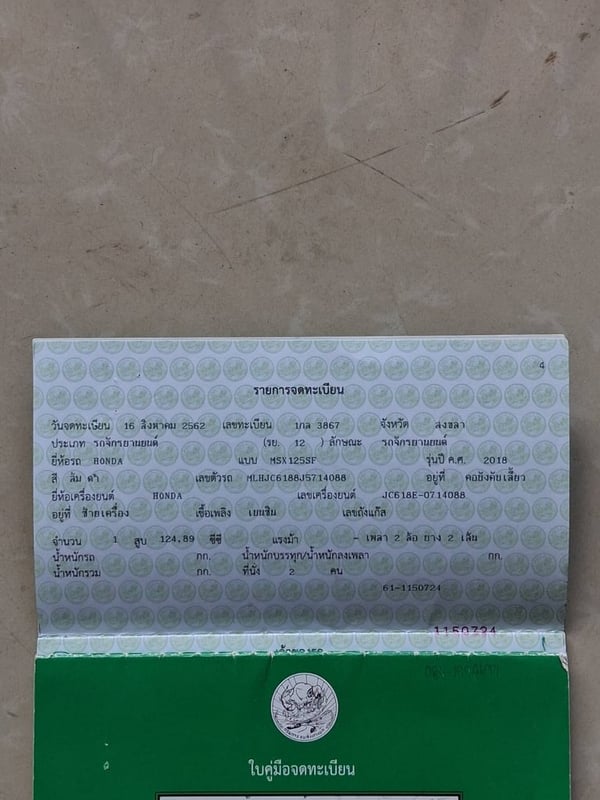 4
รายการจดทะเบียน
วันจดทะเบียน 16 สิงหาคม 2562 เลขทะเบียน 1กล 3867 จังหวัด สงขลา
ประเภท รถจักรยานยนต์ (รย. 12 ) ลักษณะ รถจักรยานยนต์
ยี่ห้อรถ HONDA แบบ MSX125SF รุ่นปี ค.ศ. 2018
สี ส้ม ดำ เลขตัวรถ MLHJC6188J5714088 อยู่ที่ คอบังคับเลี้ยว
ยี่ห้อเครื่องยนต์ HONDA เลขเครื่องยนต์ JC618E-0714088
อยู่ที่ ซ้ายเครื่อง เชื้อเพลิง เบนซิน เลขถังแก๊ส
จำนวน 1 สูบ 124.89 ซีซี แรงม้า - เพลา 2 ล้อ ยาง 2 เส้น
น้ำหนักรถ กก. น้ำหนักบรรทุก/น้ำหนักลงเพลา กก.
น้ำหนักรวม กก. ที่นั่ง 2 คน
61-1150724
1150724
ใบคู่มือจดทะเบียน